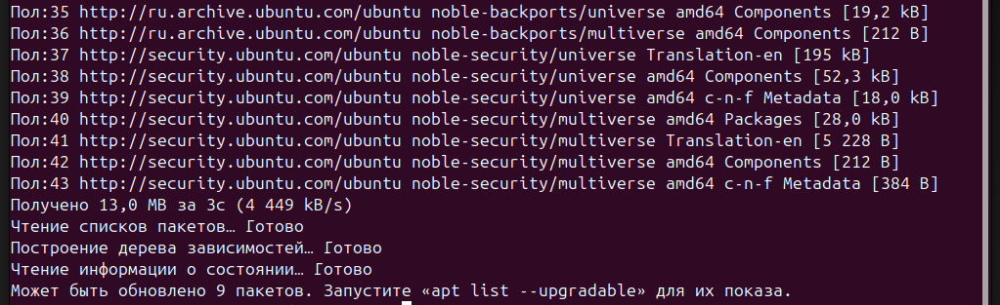 Пол:35 http://ru.archive.ubuntu.com/ubuntu noble-backports/universe amd64 Components [19,2 kB]
Пол:36 http://ru.archive.ubuntu.com/ubuntu noble-backports/multiverse amd64 Components [212 B]
Пол:37 http://security.ubuntu.com/ubuntu noble-security/universe Translation-en [195 kB]
Пол:38 http://security.ubuntu.com/ubuntu noble-security/universe amd64 Components [52,3 kB]
Пол:39 http://security.ubuntu.com/ubuntu noble-security/universe amd64 c-n-f Metadata [18,0 kB]
Пол:40 http://security.ubuntu.com/ubuntu noble-security/multiverse amd64 Packages [28,0 kB]
Пол:41 http://security.ubuntu.com/ubuntu noble-security/multiverse Translation-en [5 228 B]
Пол:42 http://security.ubuntu.com/ubuntu noble-security/multiverse amd64 Components [212 B]
Пол:43 http://security.ubuntu.com/ubuntu noble-security/multiverse amd64 c-n-f Metadata [384 B]
Получено 13,0 MB за 3с (4 449 kB/s)
Чтение списков пакетов… Готово
Построение дерева зависимостей… Готово
Чтение информации о состоянии… Готово
Может быть обновлено 9 пакетов. Запустите «apt list --upgradable» для их показа.